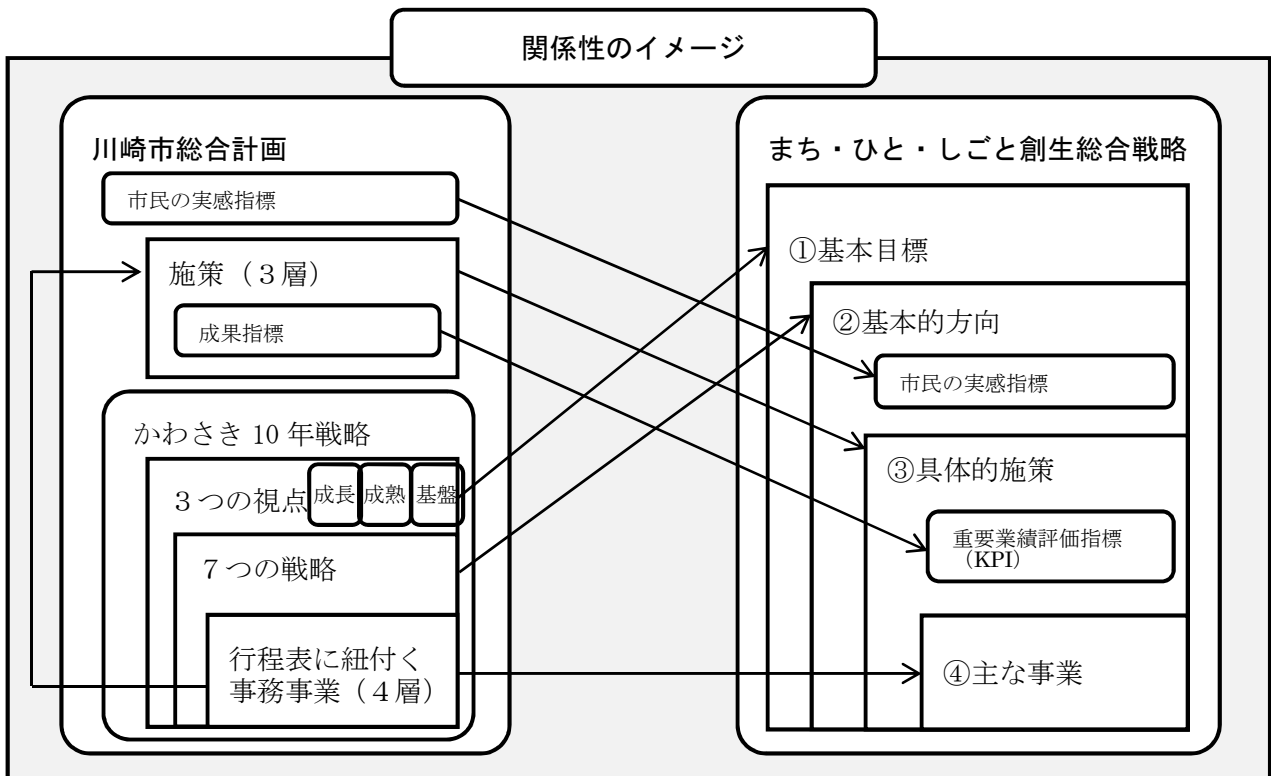 関係性のイメージ
川崎市総合計画
市民の実感指標
施策（３層）
成果指標
かわさき 10 年戦略
３つの視点
成長
成熟
基盤
７つの戦略
行程表に紐付く
事務事業（４層）
まち・ひと・しごと創生総合戦略
①基本目標
②基本的方向
市民の実感指標
③具体的施策
重要業績評価指標
（KPI）
④主な事業